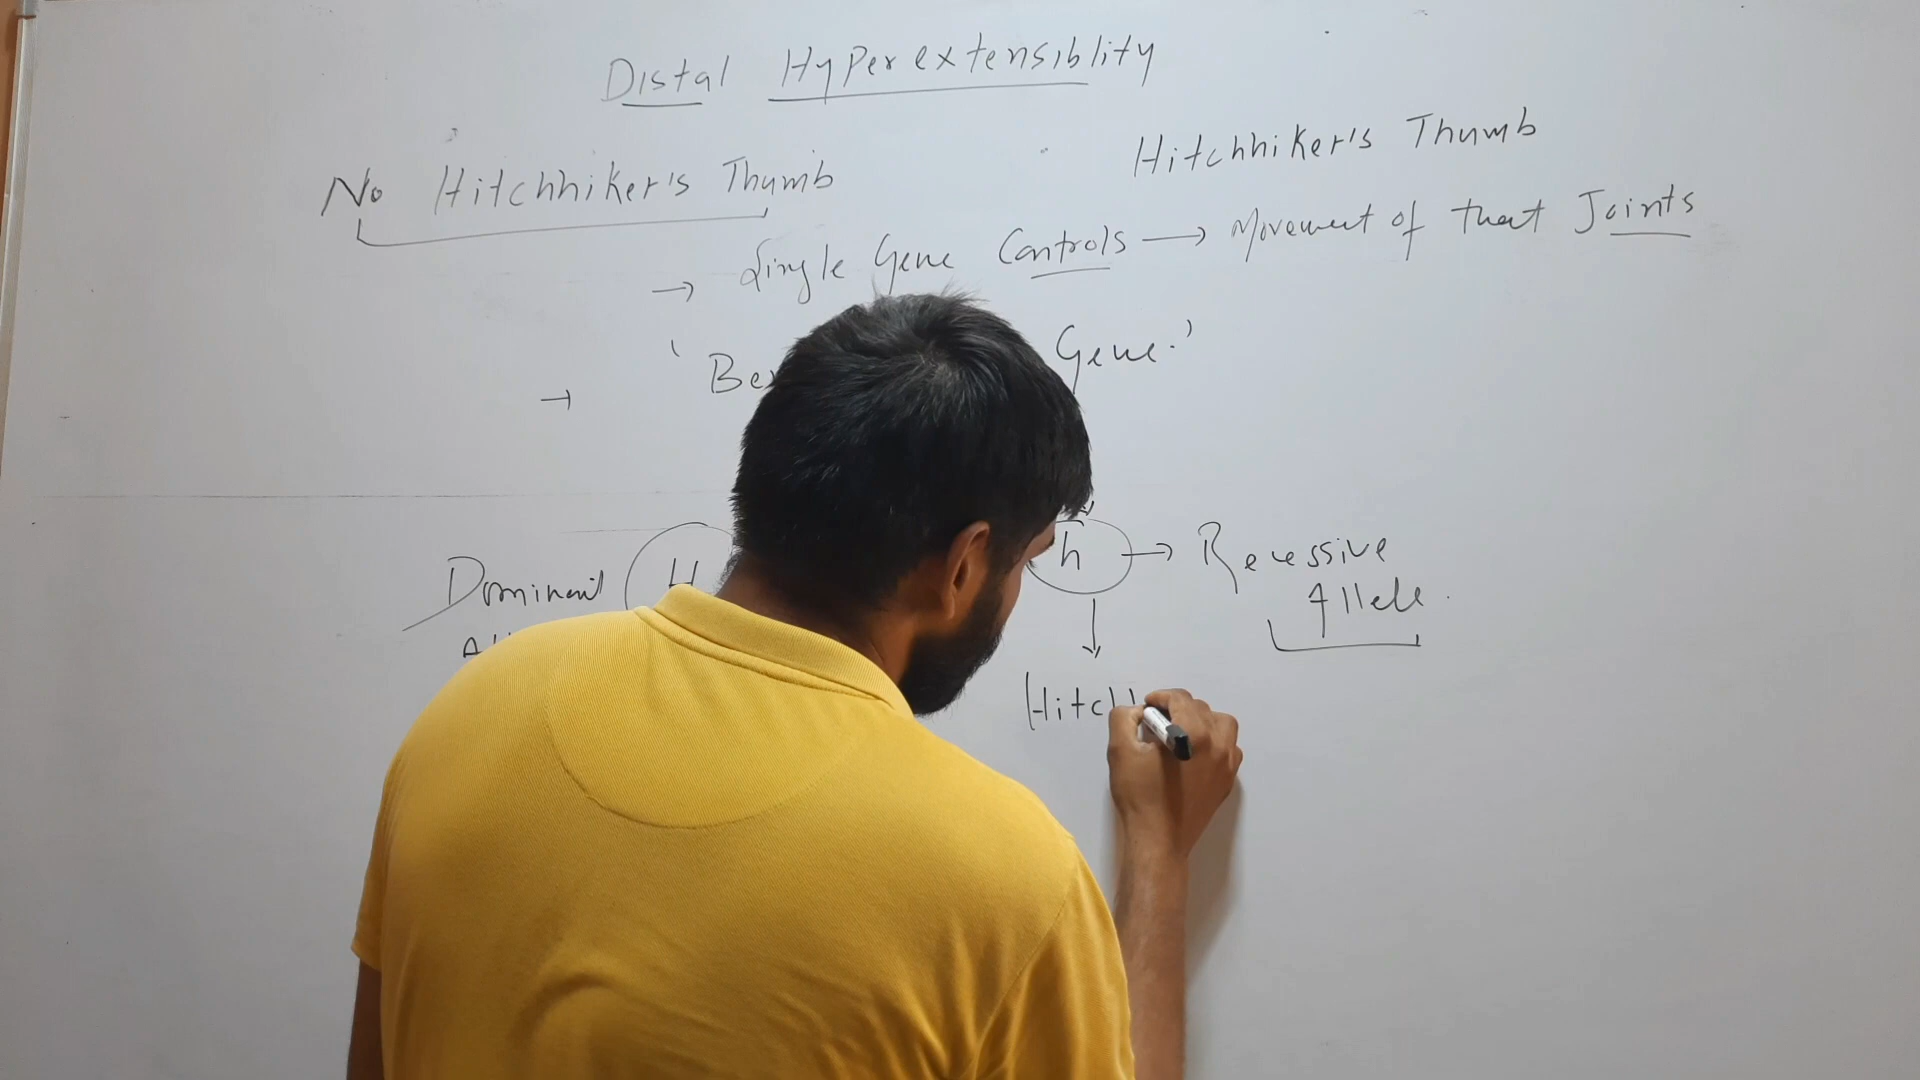 Distal Hyperextensiblity
No Hitchhiker's Thumb
Hitchhiker's Thumb
→ Single Gene Controls → Movement of that Joints
→ ' Gene.'
Dominant H
h → Recessive
Allele.
↓